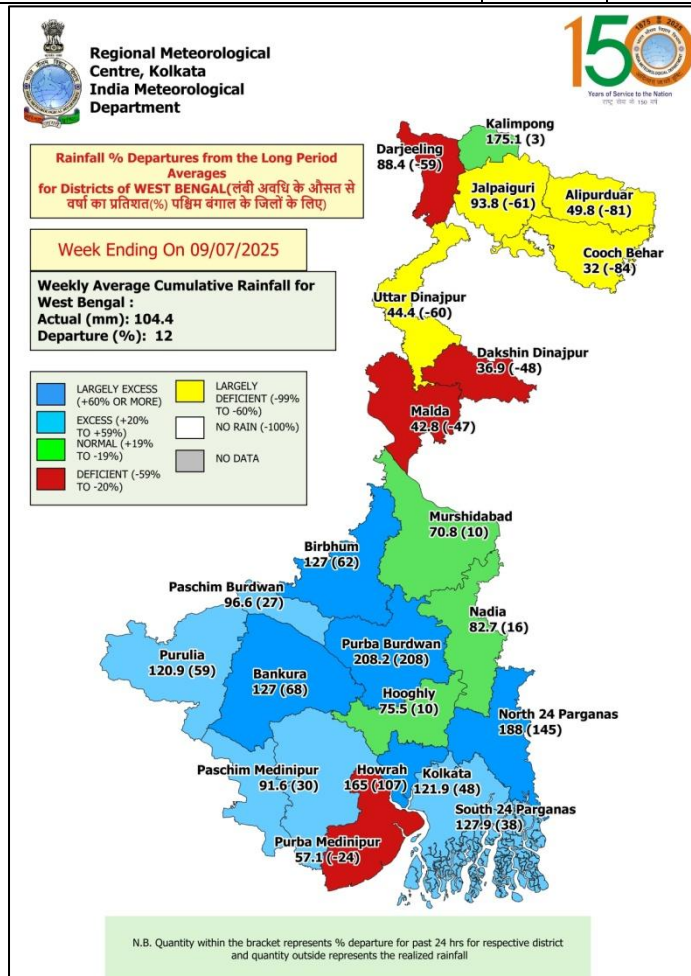 Regional Meteorological
Centre, Kolkata
India Meteorological
Department
1875 2025
150
Years of Service to the Nation
राष्ट्र सेवा के 150 वर्ष
Rainfall % Departures from the Long Period
Averages
for Districts of WEST BENGAL(लंबी अवधि के औसत से
वर्षा का प्रतिशत(%) पश्चिम बंगाल के जिलों के लिए)
Week Ending On 09/07/2025
Weekly Average Cumulative Rainfall for
West Bengal :
Actual (mm): 104.4
Departure (%): 12
LARGELY EXCESS
(+60% OR MORE)
EXCESS (+20%
TO +59%)
NORMAL (+19%
TO -19%)
DEFICIENT (-59%
TO -20%)
LARGELY
DEFICIENT (-99%
TO -60%)
NO RAIN (-100%)
NO DATA
Kalimpong
175.1 (3)
Darjeeling
88.4 (-59)
Jalpaiguri
93.8 (-61)
Alipurduar
49.8 (-81)
Cooch Behar
32 (-84)
Uttar Dinajpur
44.4 (-60)
Dakshin Dinajpur
36.9 (-48)
Malda
42.8 (-47)
Murshidabad
70.8 (10)
Birbhum
127 (62)
Paschim Burdwan
96.6 (27)
Nadia
82.7 (16)
Purba Burdwan
208.2 (208)
Purulia
120.9 (59)
Bankura
127 (68)
Hooghly
75.5 (10)
North 24 Parganas
188 (145)
Paschim Medinipur
91.6 (30)
Howrah
165 (107)
Kolkata
121.9 (48)
South 24 Parganas
127.9 (38)
Purba Medinipur
57.1 (-24)
N.B. Quantity within the bracket represents % departure for past 24 hrs for respective district
and quantity outside represents the realized rainfall